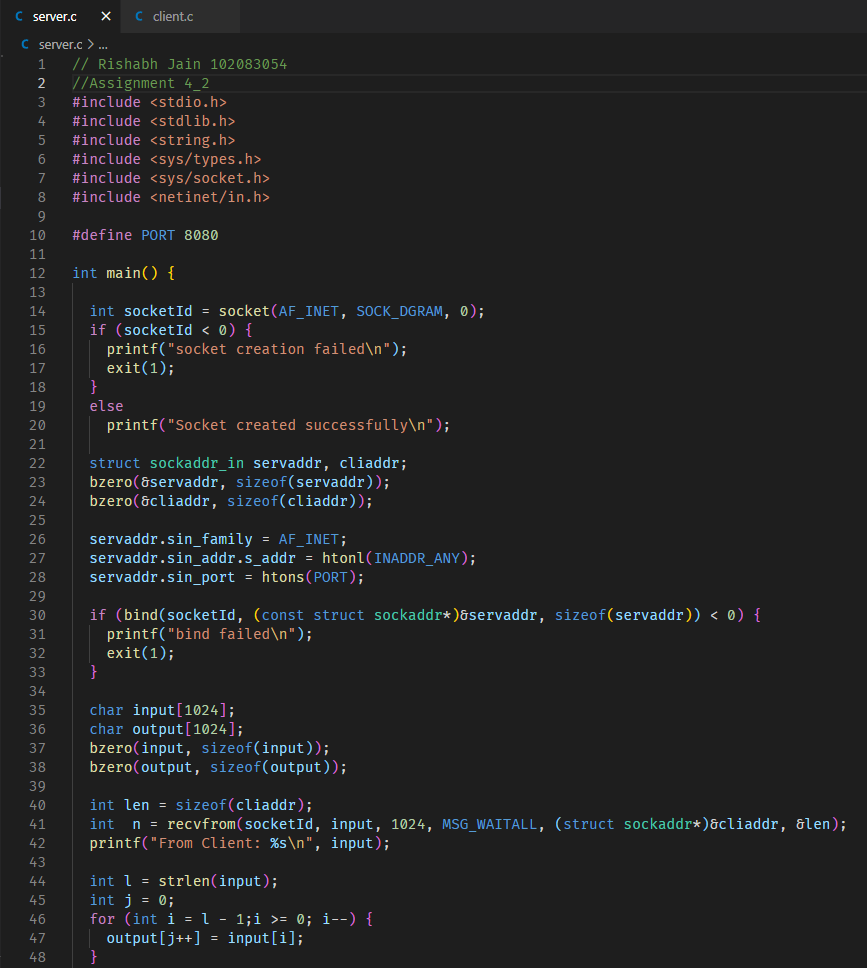 C server.c × C client.c
C server.c > ...
1 // Rishabh Jain 102083054
2 //Assignment 4_2
3 #include <stdio.h>
4 #include <stdlib.h>
5 #include <string.h>
6 #include <sys/types.h>
7 #include <sys/socket.h>
8 #include <netinet/in.h>
9
10 #define PORT 8080
11
12 int main() {
13
14   int socketId = socket(AF_INET, SOCK_DGRAM, 0);
15   if (socketId < 0) {
16     printf("socket creation failed\n");
17     exit(1);
18   }
19   else
20     printf("Socket created successfully\n");
21
22   struct sockaddr_in servaddr, cliaddr;
23   bzero(&servaddr, sizeof(servaddr));
24   bzero(&cliaddr, sizeof(cliaddr));
25
26   servaddr.sin_family = AF_INET;
27   servaddr.sin_addr.s_addr = htonl(INADDR_ANY);
28   servaddr.sin_port = htons(PORT);
29
30   if (bind(socketId, (const struct sockaddr*)&servaddr, sizeof(servaddr)) < 0) {
31     printf("bind failed\n");
32     exit(1);
33   }
34
35   char input[1024];
36   char output[1024];
37   bzero(input, sizeof(input));
38   bzero(output, sizeof(output));
39
40   int len = sizeof(cliaddr);
41   int  n = recvfrom(socketId, input, 1024, MSG_WAITALL, (struct sockaddr*)&cliaddr, &len);
42   printf("From Client: %s\n", input);
43
44   int l = strlen(input);
45   int j = 0;
46   for (int i = l - 1;i >= 0; i--) {
47     output[j++] = input[i];
48   }